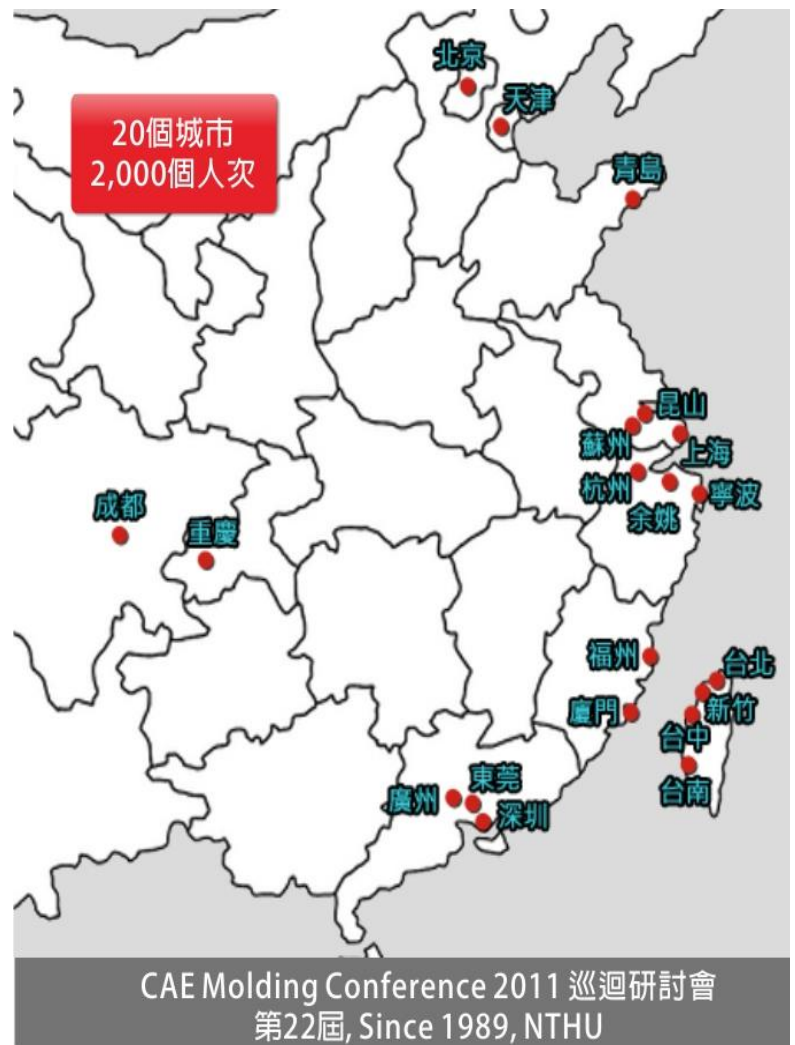 北京
天津
20個城市
2,000個人次
青島
昆山
蘇州
上海
杭州
寧波
余姚
成都
重慶
福州
台北
新竹
廈門
台中
台南
東莞
廣州
深圳
CAE Molding Conference 2011 巡迴研討會
第22屆, Since 1989, NTHU